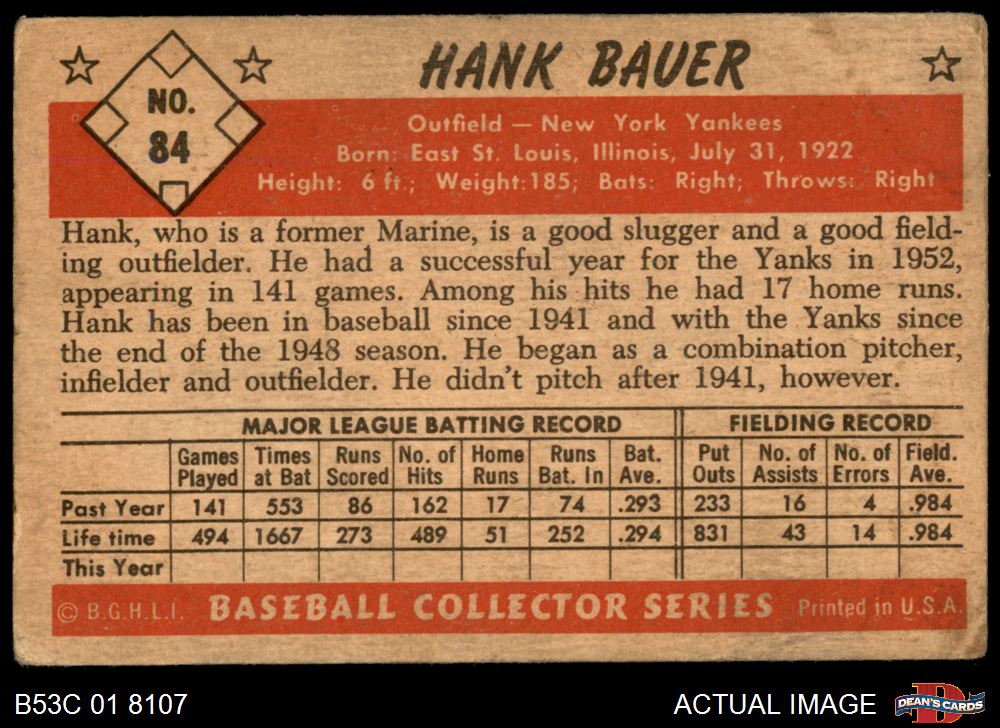 HANK BAUER
NO.
84
Outfield — New York Yankees
Born: East St. Louis, Illinois, July 31, 1922
Height: 6 ft.; Weight:185; Bats: Right; Throws: Right
Hank, who is a former Marine, is a good slugger and a good field-
ing outfielder. He had a successful year for the Yanks in 1952,
appearing in 141 games. Among his hits he had 17 home runs.
Hank has been in baseball since 1941 and with the Yanks since
the end of the 1948 season. He began as a combination pitcher,
infielder and outfielder. He didn't pitch after 1941, however.
MAJOR LEAGUE BATTING RECORD FIELDING RECORD
Games Times Runs No. of Home Runs Bat. Put No. of No. of Field.
Played at Bat Scored Hits Runs Bat. In Ave. Outs Assists Errors Ave.
Past Year 141 553 86 162 17 74 .293 233 16 4 .984
Life time 494 1667 273 489 51 252 .294 831 43 14 .984
This Year
© B.G.H.L.I. BASEBALL COLLECTOR SERIES Printed in U.S.A.
B53C 01 8107 ACTUAL IMAGE DEAN'S CARDS